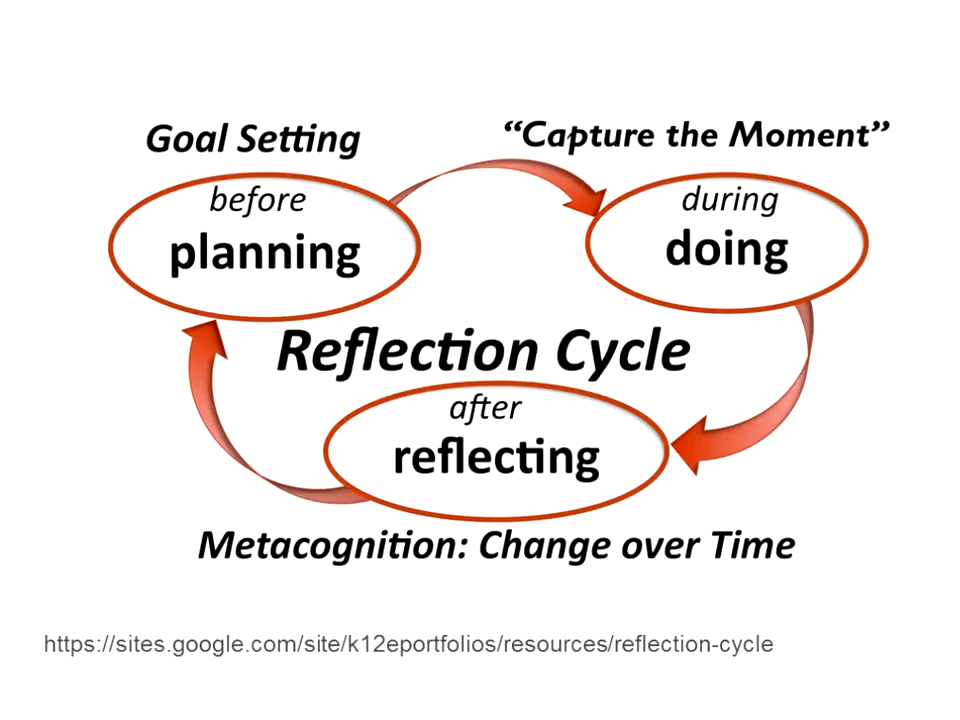 Goal Setting
“Capture the Moment”
before
planning
during
doing
Reflection Cycle
after
reflecting
Metacognition: Change over Time
https://sites.google.com/site/k12eportfolios/resources/reflection-cycle